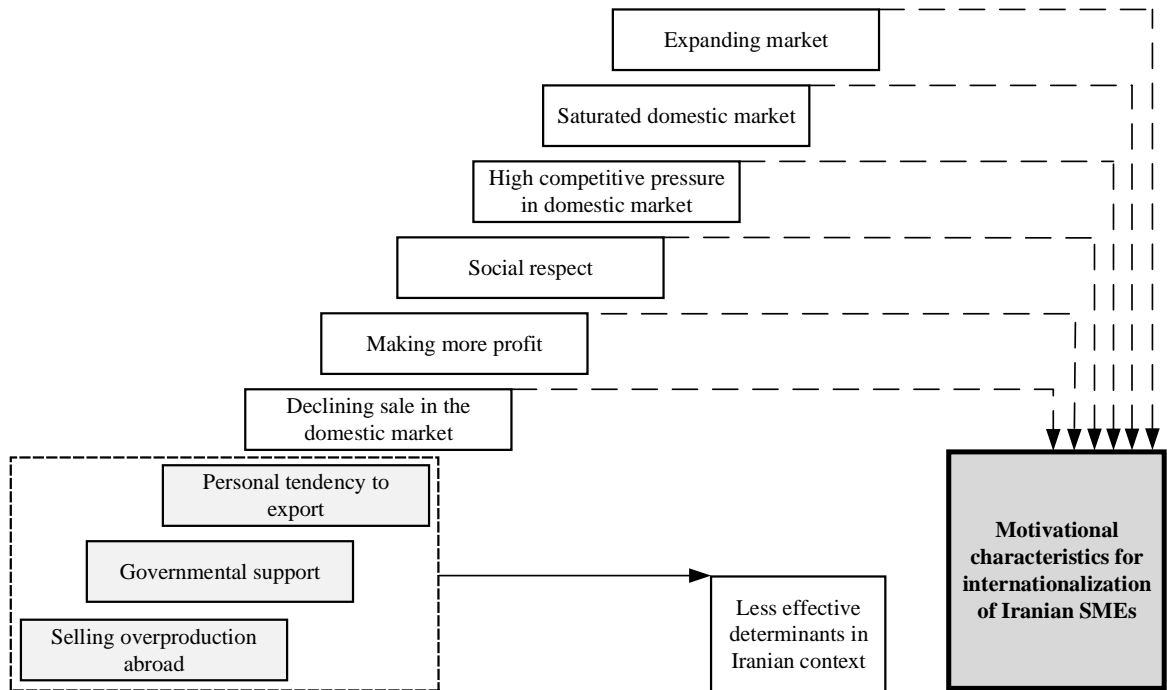 Expanding market
Saturated domestic market
High competitive pressure
in domestic market
Social respect
Making more profit
Declining sale in the
domestic market
Personal tendency to
export
Governmental support
Selling overproduction
abroad
Less effective
determinants in
Iranian context
Motivational
characteristics for
internationalization
of Iranian SMEs